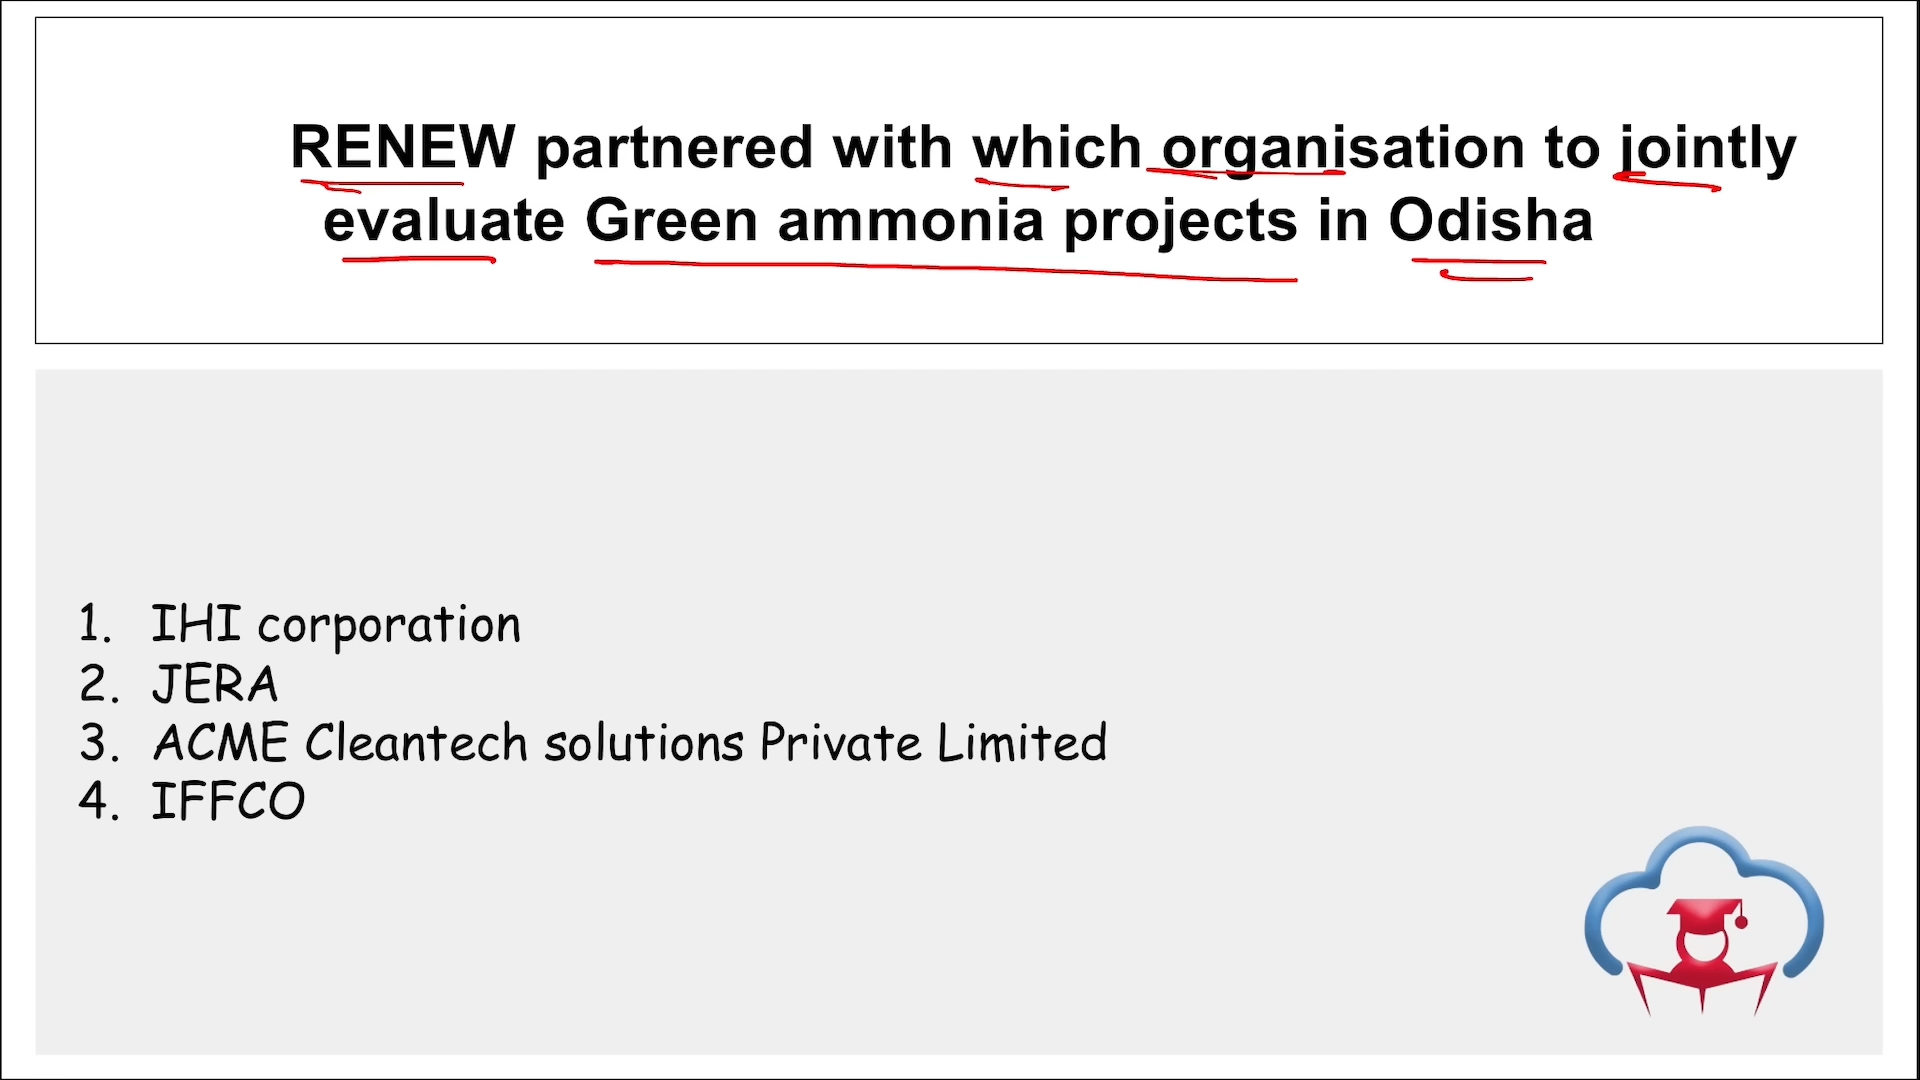 RENEW partnered with which organisation to jointly
evaluate Green ammonia projects in Odisha
1. IHI corporation
2. JERA
3. ACME Cleantech solutions Private Limited
4. IFFCO